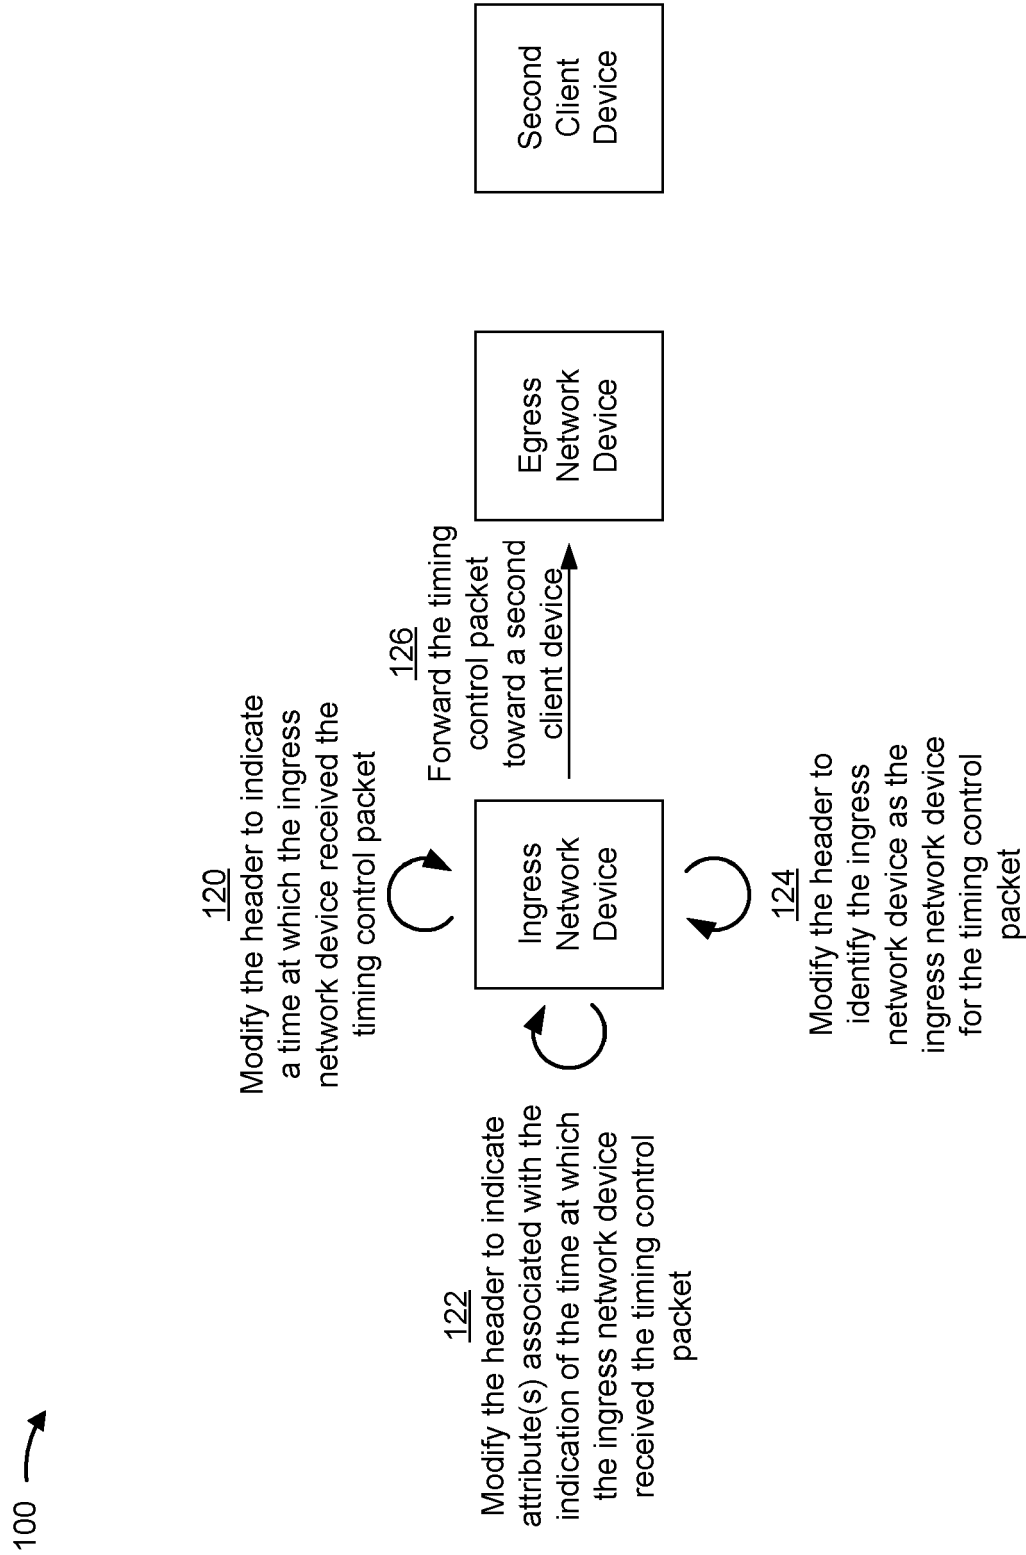 100
120
Modify the header to indicate
a time at which the ingress
network device received the
timing control packet
122
Modify the header to indicate
attribute(s) associated with the
indication of the time at which
the ingress network device
received the timing control
packet
Ingress
Network
Device
126
Forward the timing
control packet
toward a second
client device
Egress
Network
Device
Second
Client
Device
124
Modify the header to
identify the ingress
network device as the
ingress network device
for the timing control
packet